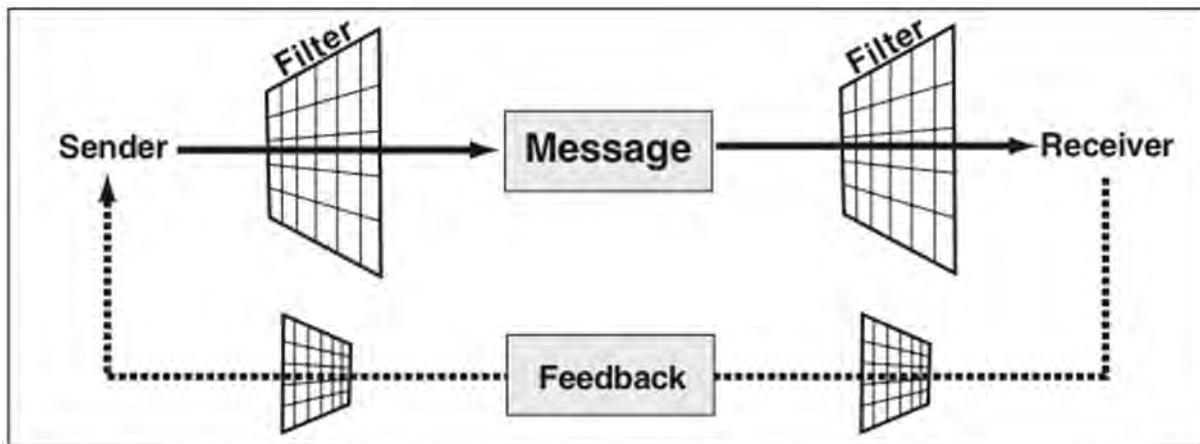 Filter
Filter
Sender
Message
Receiver
Feedback